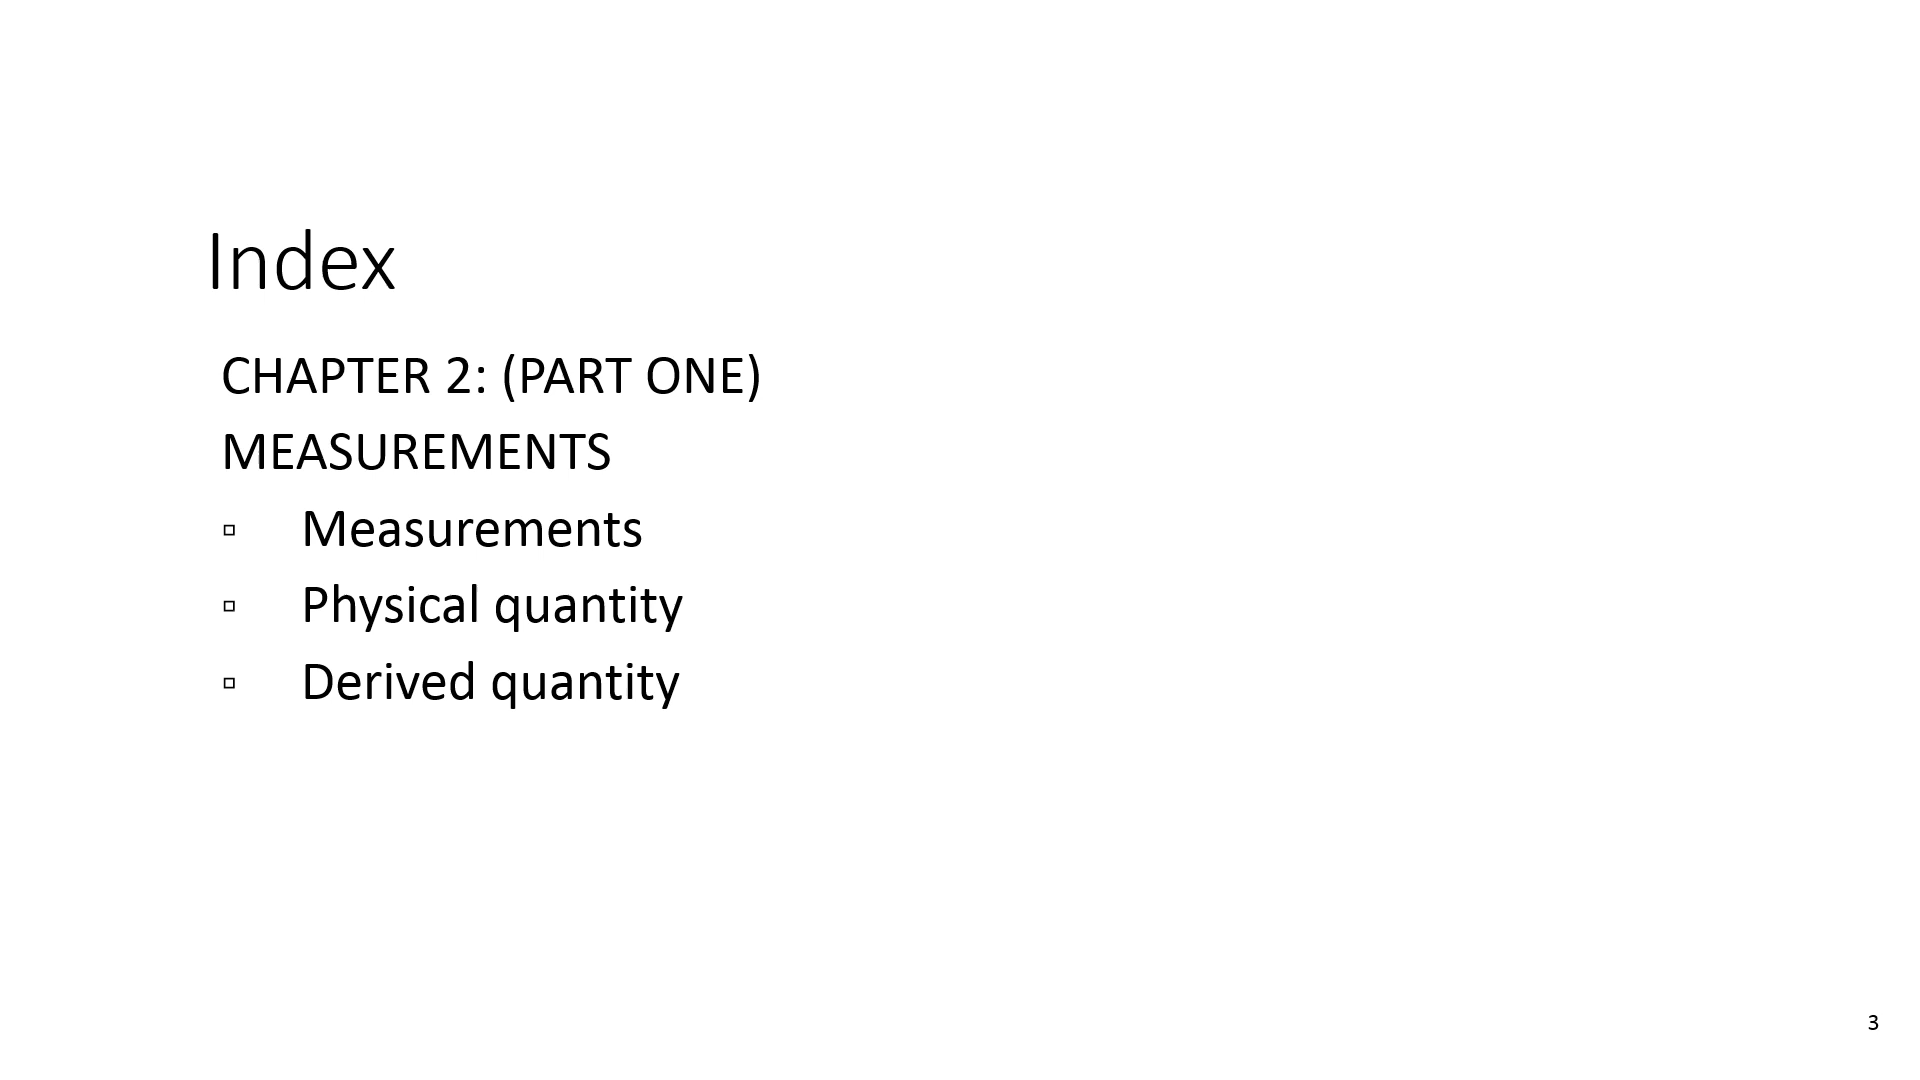 Index
CHAPTER 2: (PART ONE)
MEASUREMENTS
▫ Measurements
▫ Physical quantity
▫ Derived quantity
3